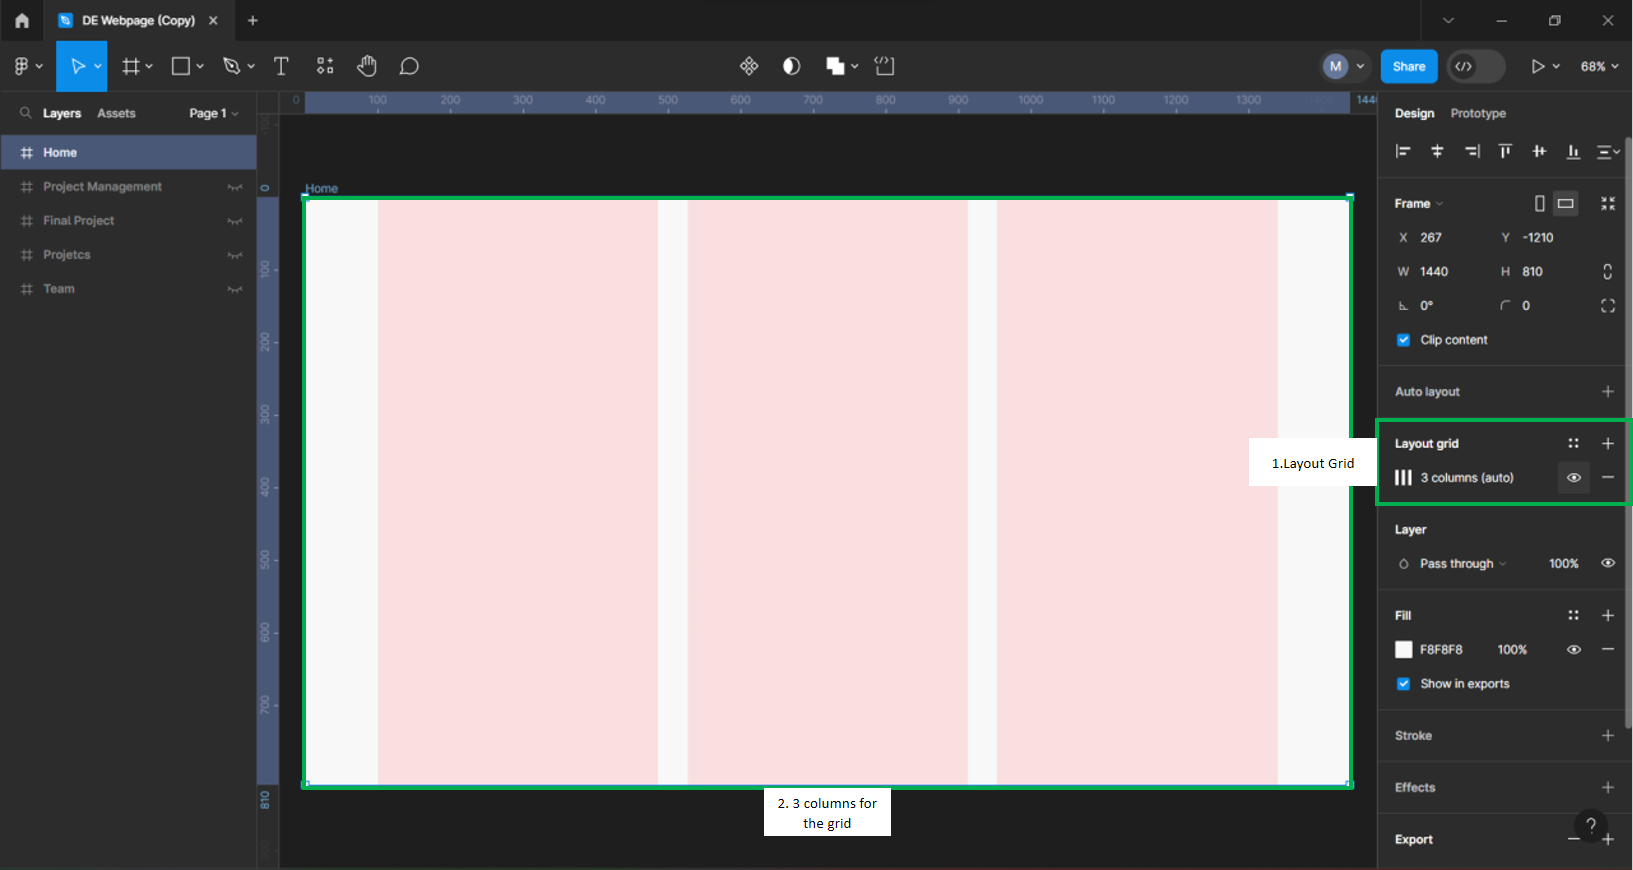 DE Webpage (Copy)
M
Share
68%
Layers Assets Page 1
Home
Project Management
Final Project
Projetcs
Team
0 100 200 300 400 500 600 700 800 900 1000 1100 1200 1300
0
100
200
300
400
500
600
700
810
Home
1.Layout Grid
2. 3 columns for
the grid
Design Prototype
Frame
X 267 Y -1210
W 1440 H 810
0° 0
Clip content
Auto layout
Layout grid
3 columns (auto)
Layer
Pass through 100%
Fill
F8F8F8 100%
Show in exports
Stroke
Effects
?
Export